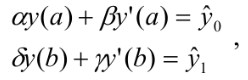 αy(a) + βy'(a) = ŷ₀
δy(b) + γy'(b) = ŷ₁ ,